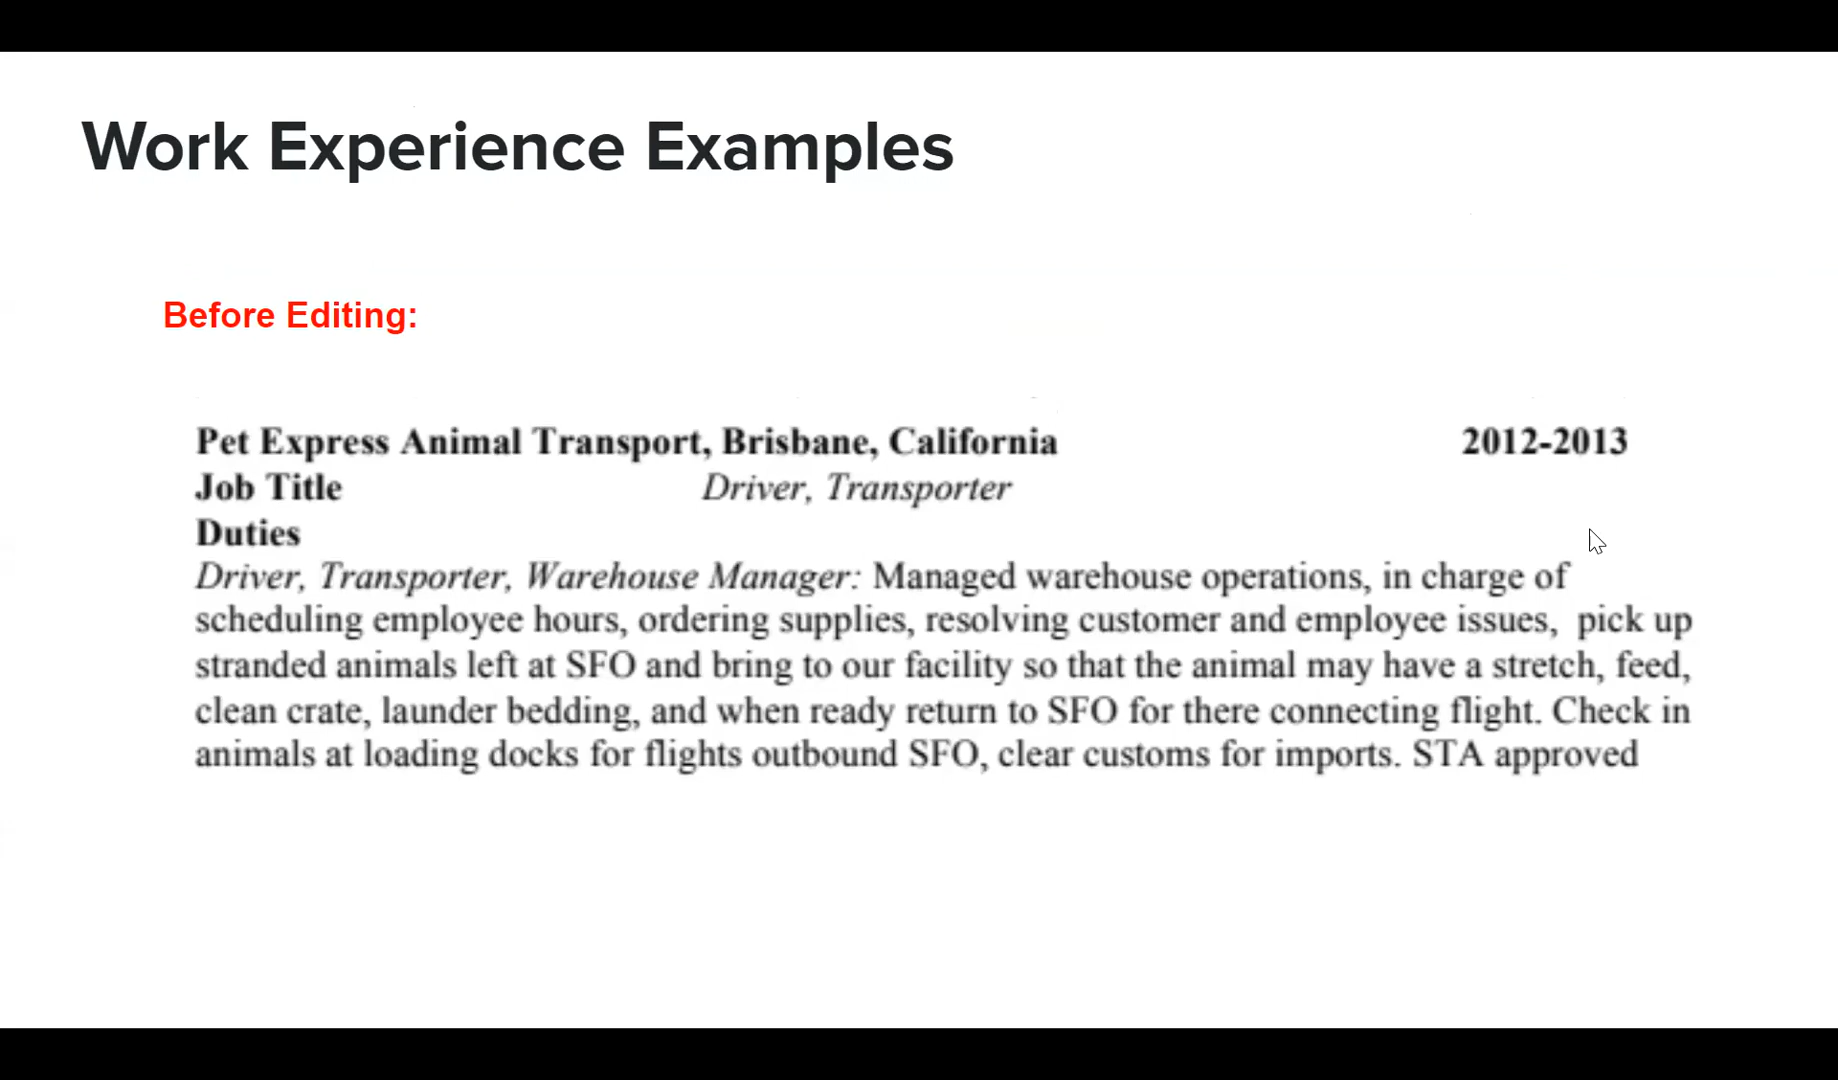 Work Experience Examples
Before Editing:
Pet Express Animal Transport, Brisbane, California 2012-2013
Job Title Driver, Transporter
Duties
Driver, Transporter, Warehouse Manager: Managed warehouse operations, in charge of
scheduling employee hours, ordering supplies, resolving customer and employee issues, pick up
stranded animals left at SFO and bring to our facility so that the animal may have a stretch, feed,
clean crate, launder bedding, and when ready return to SFO for there connecting flight. Check in
animals at loading docks for flights outbound SFO, clear customs for imports. STA approved